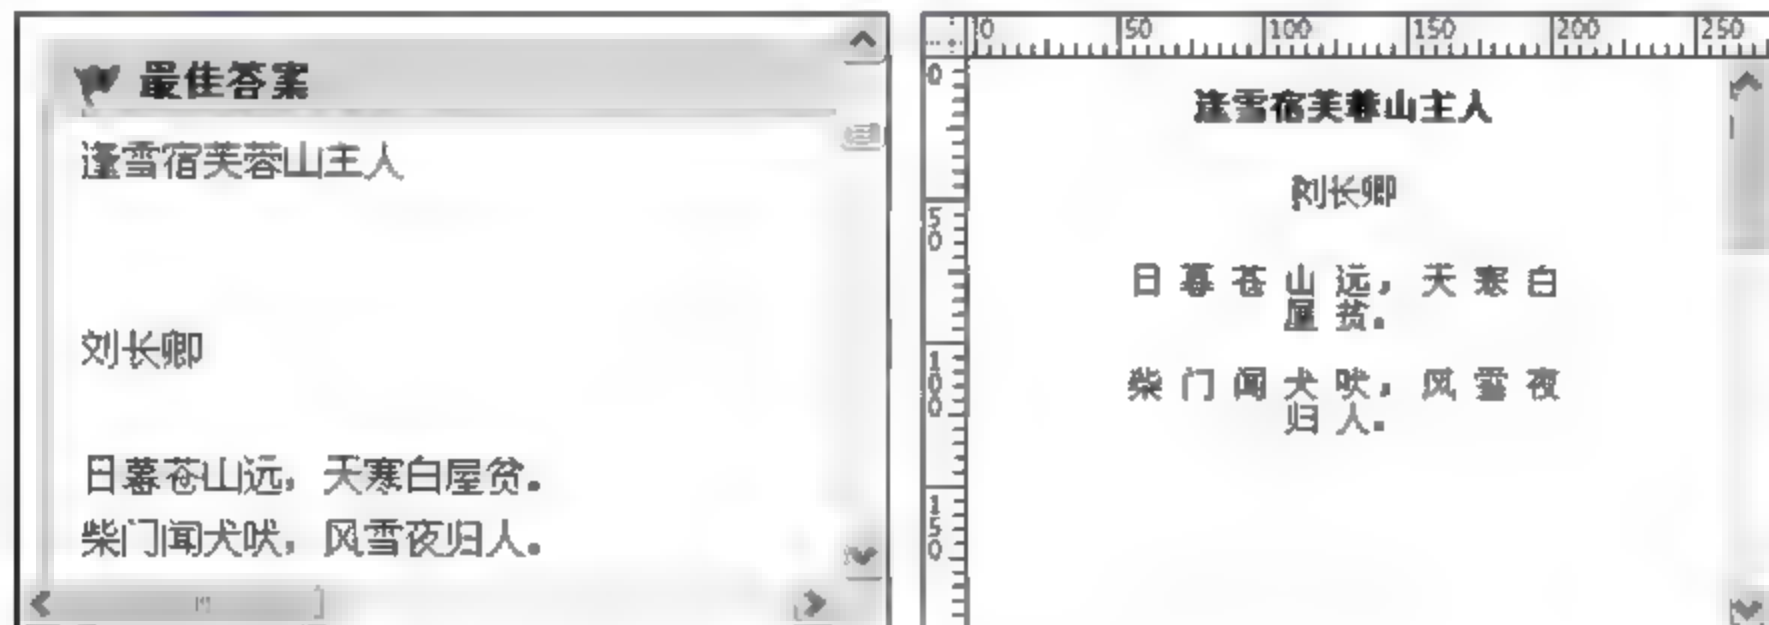 最佳答案
逢雪宿芙蓉山主人
刘长卿
日暮苍山远，天寒白屋贫。
柴门闻犬吠，风雪夜归人。
0 50 100 150 200 250
0
50
100
150
逢雪宿芙蓉山主人
刘长卿
日 暮 苍 山 远，天 寒 白
屋 贫。
柴 门 闻 犬 吠，风 雪 夜
归 人。